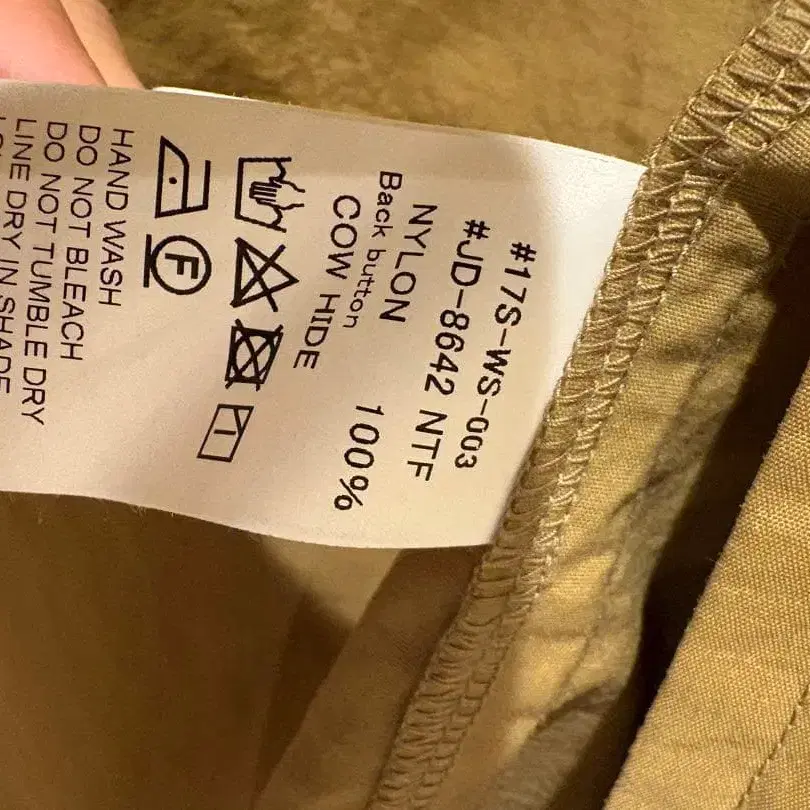 #17S-WS-003
#JD-8642 NTF
NYLON 100%
Back button
COW HIDE
F
HAND WASH
DO NOT BLEACH
DO NOT TUMBLE DRY
LINE DRY IN SHADE